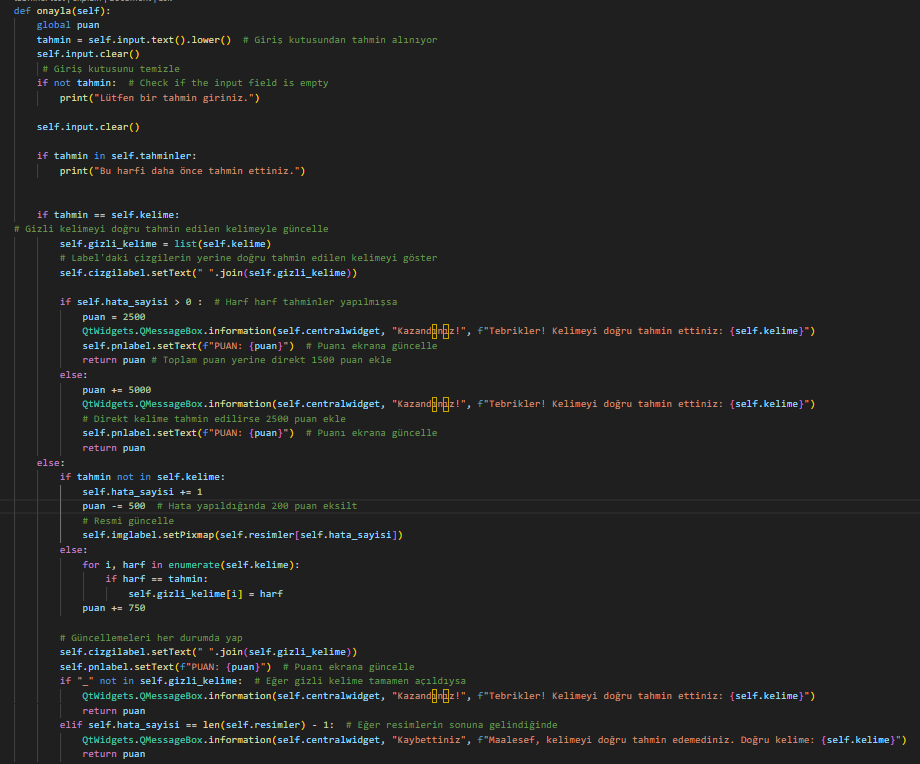 def onayla(self):
    global puan
    tahmin = self.input.text().lower()  # Giriş kutusundan tahmin alınıyor
    self.input.clear()
     # Giriş kutusunu temizle
    if not tahmin:  # Check if the input field is empty
        print("Lütfen bir tahmin giriniz.")

    self.input.clear()

    if tahmin in self.tahminler:
        print("Bu harfi daha önce tahmin ettiniz.")


    if tahmin == self.kelime:
# Gizli kelimeyi doğru tahmin edilen kelimeyle güncelle
        self.gizli_kelime = list(self.kelime)
        # Label'daki çizgilerin yerine doğru tahmin edilen kelimeyi göster
        self.cizgilabel.setText(" ".join(self.gizli_kelime))

        if self.hata_sayisi > 0 :  # Harf harf tahminler yapılmışsa
            puan = 2500
            QtWidgets.QMessageBox.information(self.centralwidget, "Kazandınız!", f"Tebrikler! Kelimeyi doğru tahmin ettiniz: {self.kelime}")
            self.pnlabel.setText(f"PUAN: {puan}")  # Puanı ekrana güncelle
            return puan # Toplam puan yerine direkt 1500 puan ekle
        else:
            puan += 5000
            QtWidgets.QMessageBox.information(self.centralwidget, "Kazandınız!", f"Tebrikler! Kelimeyi doğru tahmin ettiniz: {self.kelime}")
            # Direkt kelime tahmin edilirse 2500 puan ekle
            self.pnlabel.setText(f"PUAN: {puan}")  # Puanı ekrana güncelle
            return puan
    else:
        if tahmin not in self.kelime:
            self.hata_sayisi += 1
            puan -= 500  # Hata yapıldığında 200 puan eksilt
            # Resmi güncelle
            self.imglabel.setPixmap(self.resimler[self.hata_sayisi])
        else:
            for i, harf in enumerate(self.kelime):
                if harf == tahmin:
                    self.gizli_kelime[i] = harf
            puan += 750

        # Güncellemeleri her durumda yap
        self.cizgilabel.setText(" ".join(self.gizli_kelime))
        self.pnlabel.setText(f"PUAN: {puan}")  # Puanı ekrana güncelle
        if "_" not in self.gizli_kelime:  # Eğer gizli kelime tamamen açıldıysa
            QtWidgets.QMessageBox.information(self.centralwidget, "Kazandınız!", f"Tebrikler! Kelimeyi doğru tahmin ettiniz: {self.kelime}")
            return puan
        elif self.hata_sayisi == len(self.resimler) - 1:  # Eğer resimlerin sonuna gelindiğinde
            QtWidgets.QMessageBox.information(self.centralwidget, "Kaybettiniz", f"Maalesef, kelimeyi doğru tahmin edemediniz. Doğru kelime: {self.kelime}")
            return puan